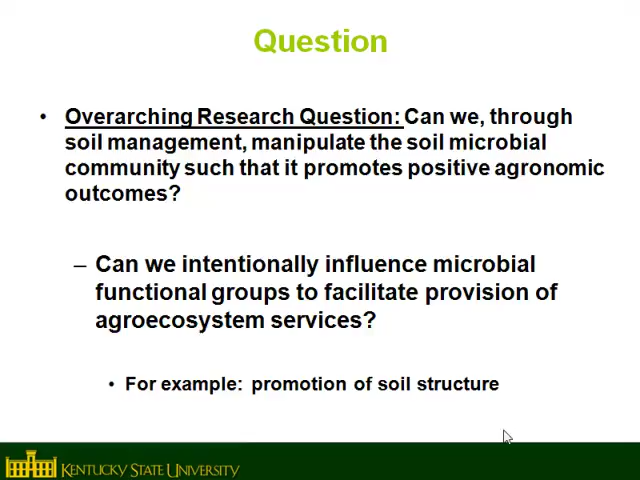 Question
• Overarching Research Question: Can we, through
soil management, manipulate the soil microbial
community such that it promotes positive agronomic
outcomes?
– Can we intentionally influence microbial
functional groups to facilitate provision of
agroecosystem services?
• For example: promotion of soil structure
KENTUCKY STATE UNIVERSITY